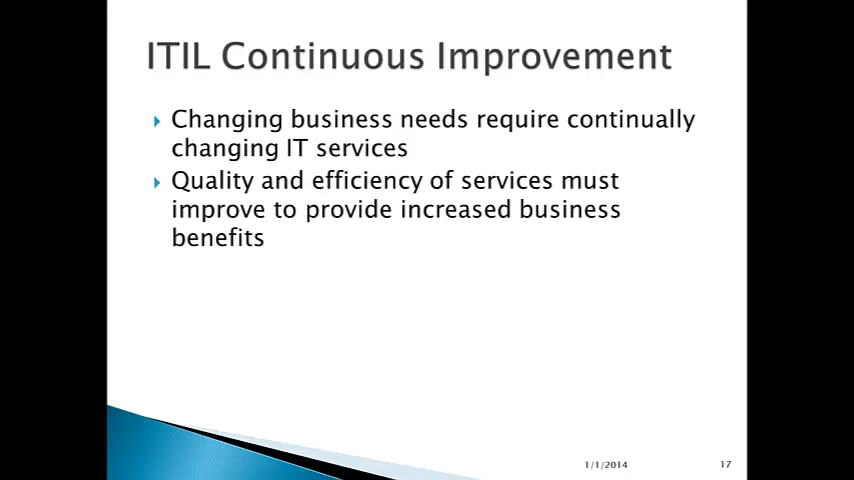 ITIL Continuous Improvement
Changing business needs require continually
changing IT services
Quality and efficiency of services must
improve to provide increased business
benefits
1/1/2014
17